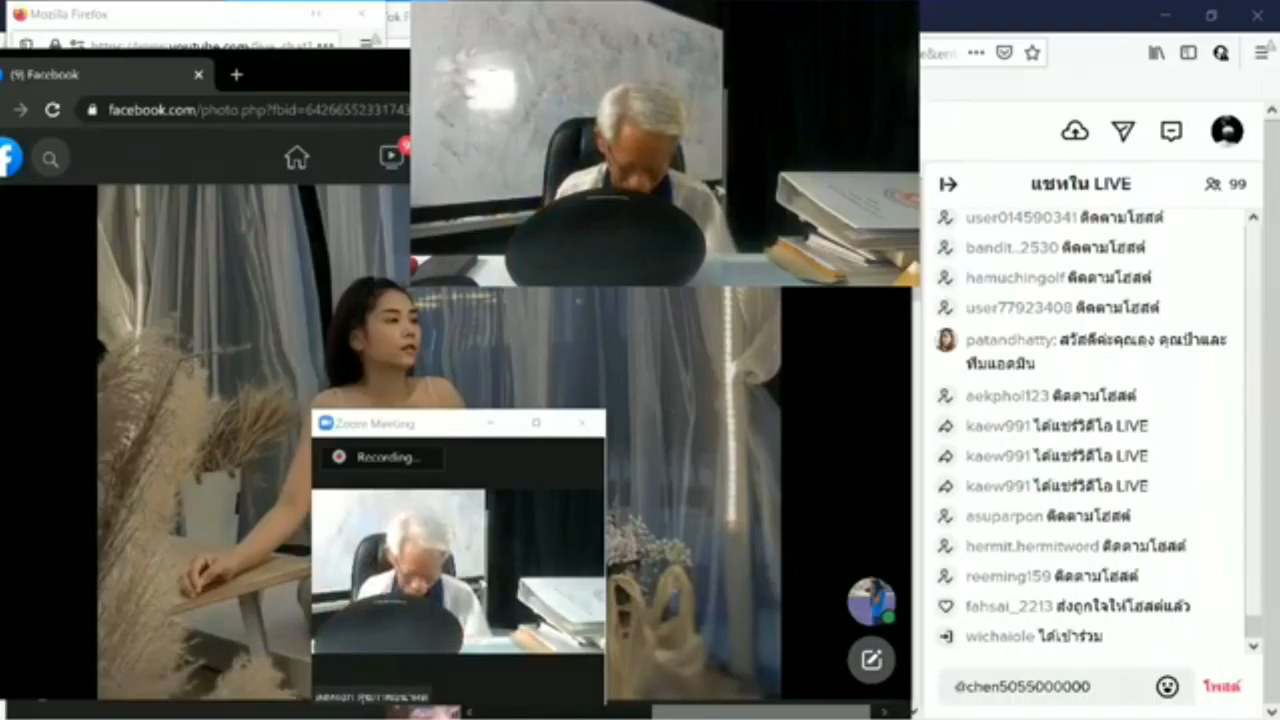 Mozilla Firefox
https://www.youtube.com/live_chat?
(9) Facebook
facebook.com/photo.php?fbid=64266552331743
Zoom Meeting
Recording...
แชทใน LIVE
99
user014590341 ติดตามโฮสต์
bandit..2530 ติดตามโฮสต์
hamuchingolf ติดตามโฮสต์
user77923408 ติดตามโฮสต์
patandhatty: สวัสดีค่ะคุณลุง คุณป้าและ
ทีมแอดมิน
aekphol123 ติดตามโฮสต์
kaew991 ได้แชร์วิดีโอ LIVE
kaew991 ได้แชร์วิดีโอ LIVE
kaew991 ได้แชร์วิดีโอ LIVE
asuparpon ติดตามโฮสต์
hermit.hermitword ติดตามโฮสต์
reeming159 ติดตามโฮสต์
fahsai_2213 ส่งถูกใจให้โฮสต์แล้ว
wichaiole ได้เข้าร่วม
@chen5055000000
โพสต์